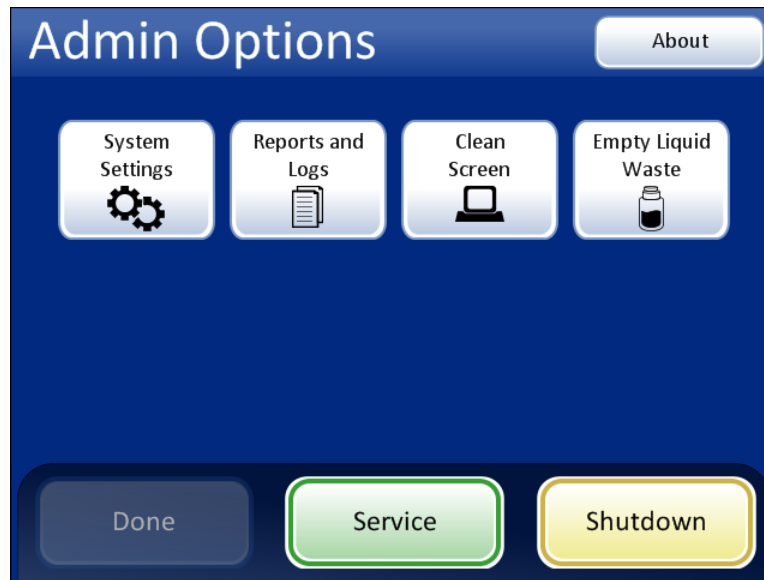 Admin Options
About
System
Settings
Reports and
Logs
Clean
Screen
Empty Liquid
Waste
Done
Service
Shutdown